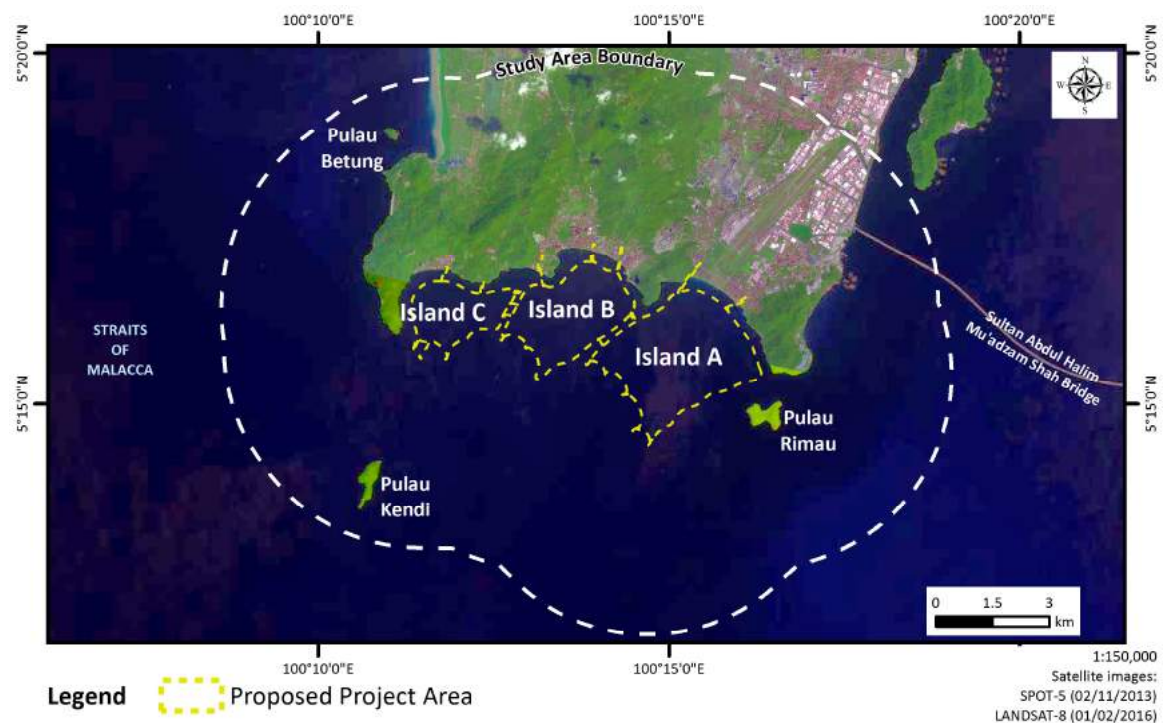 100°10'0"E
100°15'0"E
100°20'0"E
5°20'0"N
5°20'0"N
Study Area Boundary
N
W
E
S
Pulau
Betung
STRAITS
OF
MALACCA
Island C
Island B
Island A
Sultan Abdul Halim
Mu'adzam Shah Bridge
5°15'0"N
5°15'0"N
Pulau
Rimau
Pulau
Kendi
0 1.5 3
km
100°10'0"E
100°15'0"E
1:150,000
Legend
Proposed Project Area
Satellite images:
SPOT-5 (02/11/2013)
LANDSAT-8 (01/02/2016)